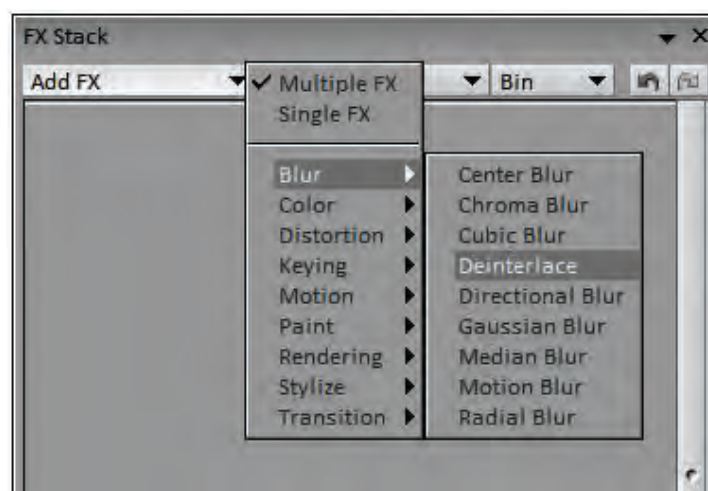 FX Stack
Add FX
Bin
Multiple FX
Single FX
Blur
Color
Distortion
Keying
Motion
Paint
Rendering
Stylize
Transition
Center Blur
Chroma Blur
Cubic Blur
Deinterlace
Directional Blur
Gaussian Blur
Median Blur
Motion Blur
Radial Blur